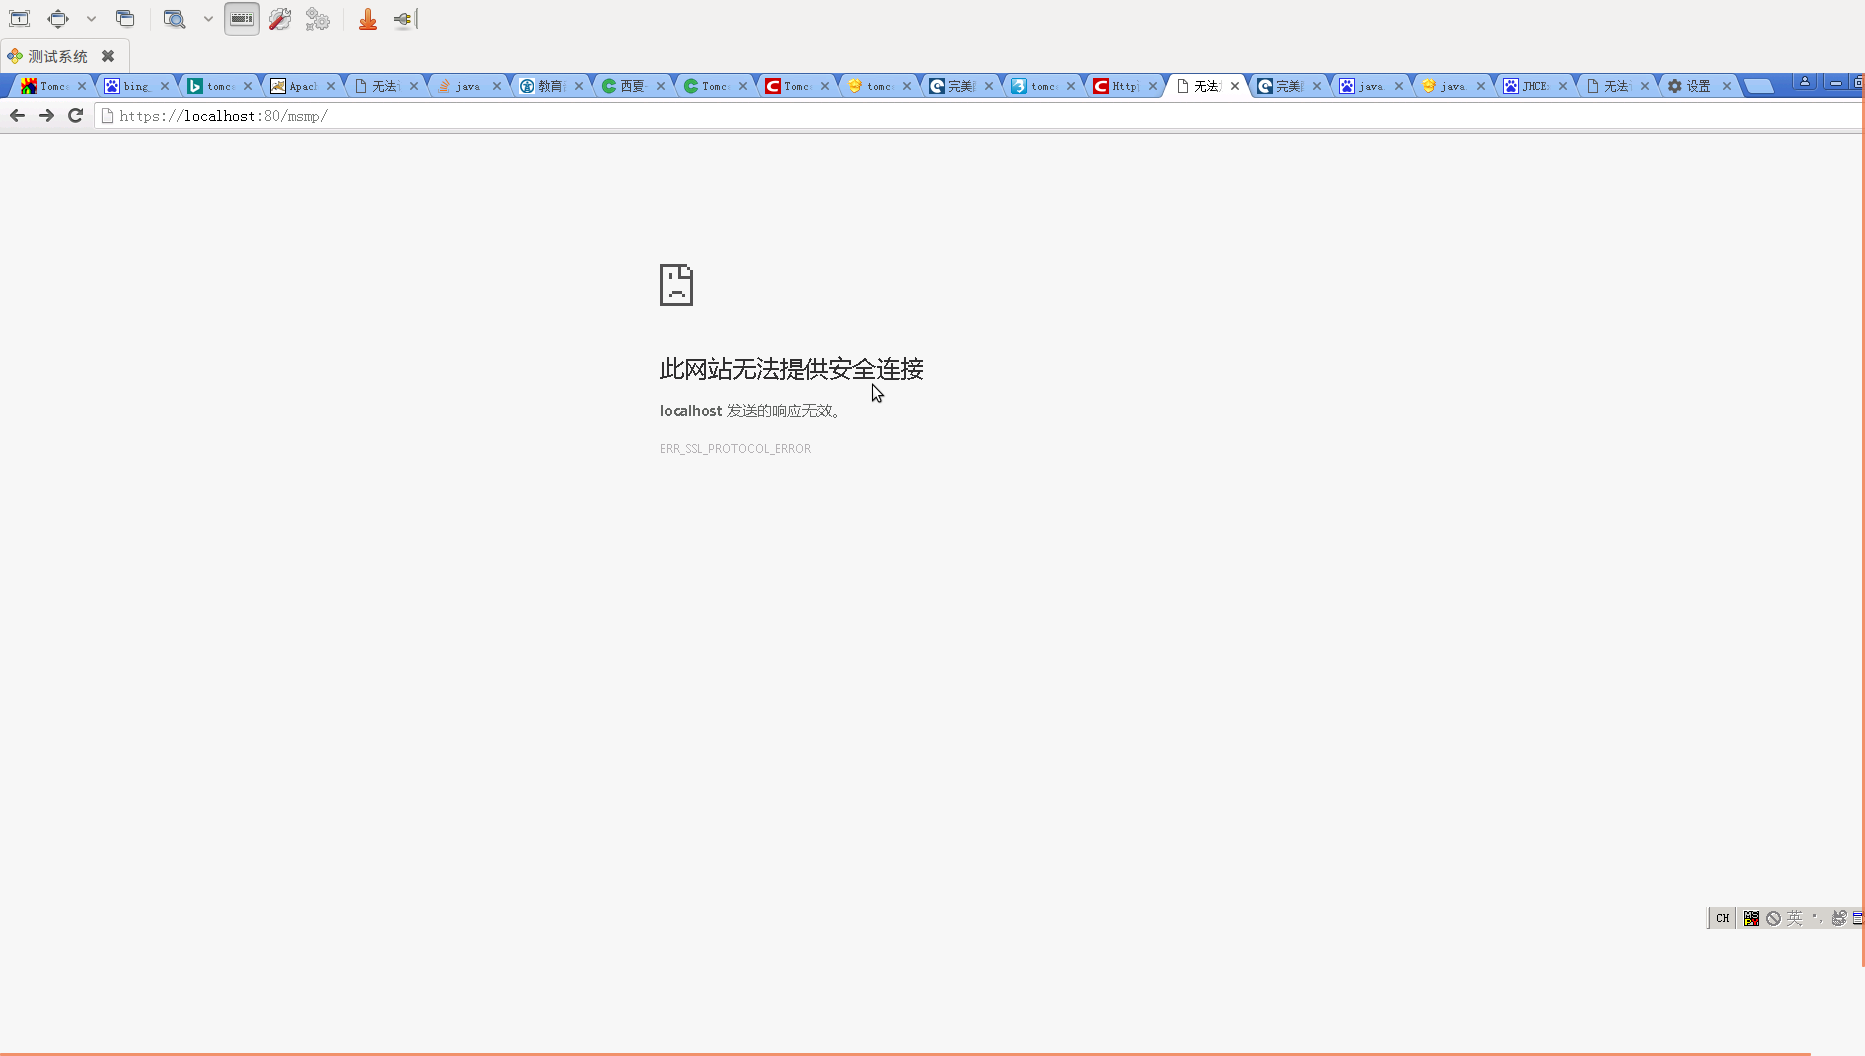 测试系统
Tomc
bing_
tomc
Apach
无法
java
教育
西夏
Tomc
Tomc
tomc
完美
tomc
Http
无法
完美
java
java
JHCE
无法
设置
https://localhost:80/msmp/
此网站无法提供安全连接
localhost 发送的响应无效。
ERR_SSL_PROTOCOL_ERROR
CH
英